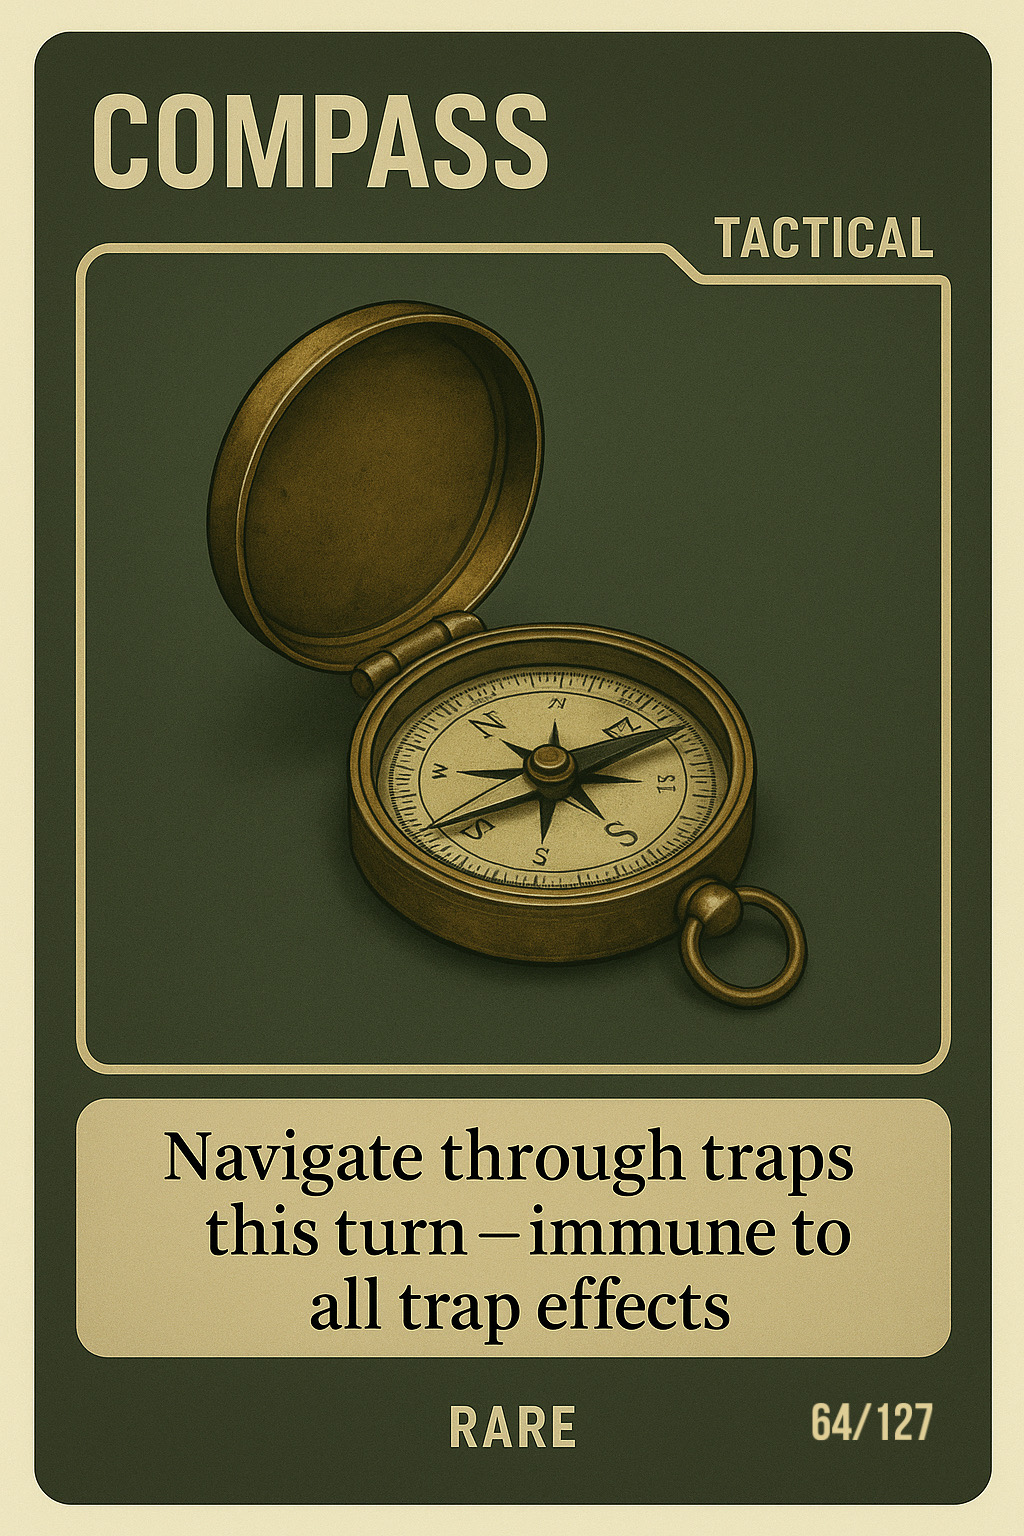 COMPASS
TACTICAL
N
N
W
S
S
S
Navigate through traps
this turn – immune to
all trap effects
RARE
64/127